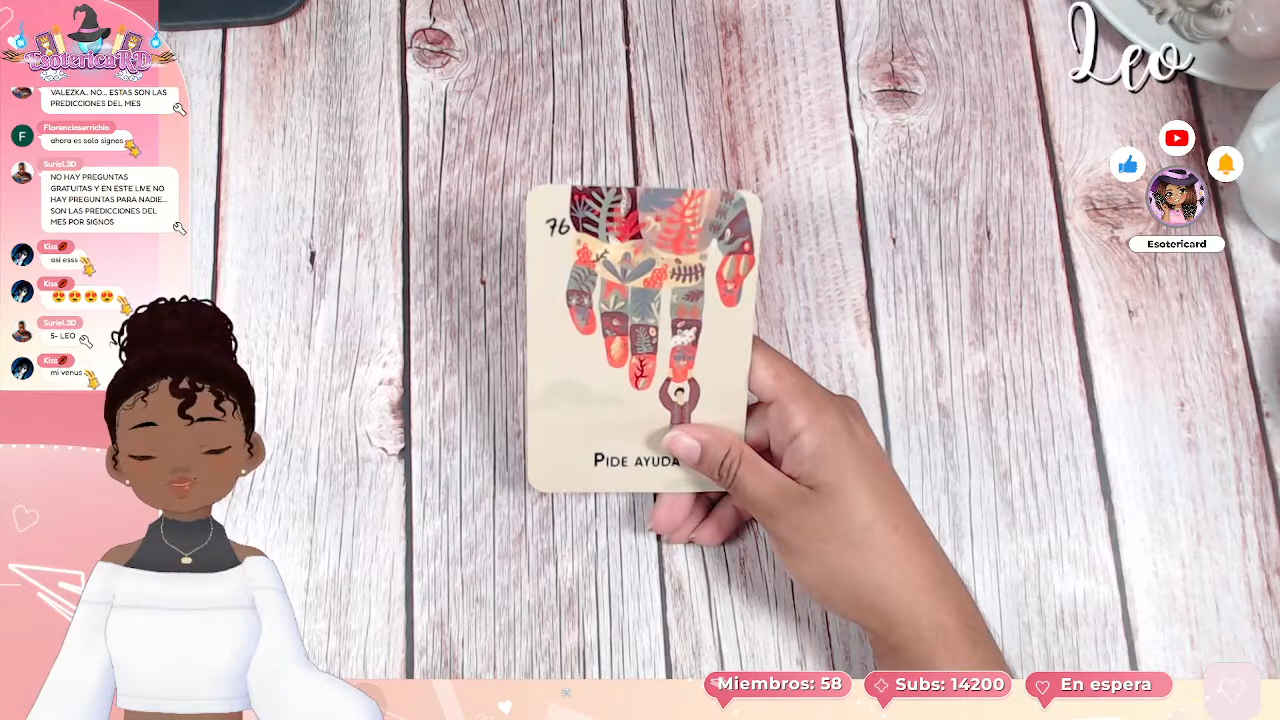 EsotericaRD
VALEZKA. NO... ESTAS SON LAS
PREDICCIONES DEL MES
F
Florenciaserrichio
ahora es solo signos
Suriel.3D
NO HAY PREGUNTAS
GRATUITAS Y EN ESTE LIVE NO
HAY PREGUNTAS PARA NADIE...
SON LAS PREDICCIONES DEL
MES POR SIGNOS
Kiss
asi esss
Kiss
Suriel.3D
5- LEO
Kiss
mi venus
76
PIDE AYUDA
Leo
Esotericard
Miembros: 58
Subs: 14200
En espera